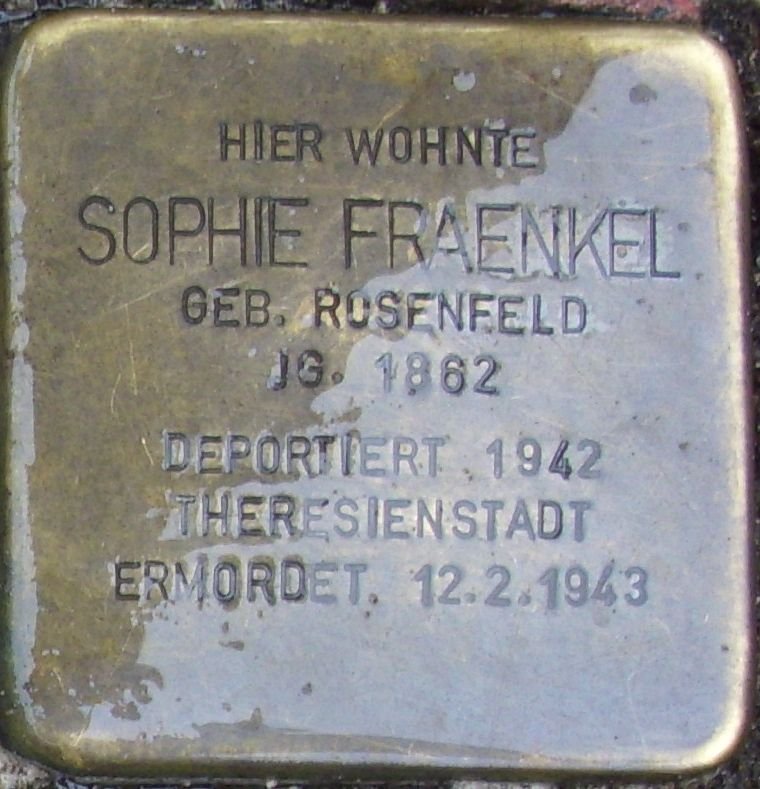 HIER WOHNTE
SOPHIE FRAENKEL
GEB. ROSENFELD
JG. 1862
DEPORTIERT 1942
THERESIENSTADT
ERMORDET. 12.2.1943